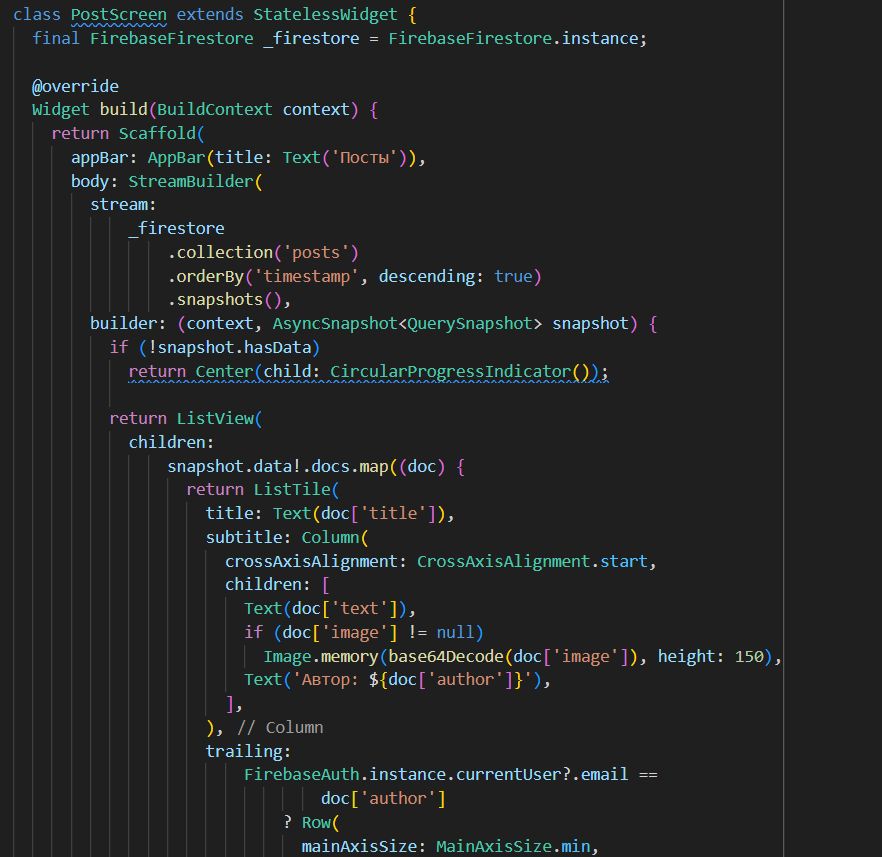 class PostScreen extends StatelessWidget {
final FirebaseFirestore _firestore = FirebaseFirestore.instance;
@override
Widget build(BuildContext context) {
return Scaffold(
appBar: AppBar(title: Text('Посты')),
body: StreamBuilder(
stream:
_firestore
.collection('posts')
.orderBy('timestamp', descending: true)
.snapshots(),
builder: (context, AsyncSnapshot<QuerySnapshot> snapshot) {
if (!snapshot.hasData)
return Center(child: CircularProgressIndicator());
return ListView(
children:
snapshot.data!.docs.map((doc) {
return ListTile(
title: Text(doc['title']),
subtitle: Column(
crossAxisAlignment: CrossAxisAlignment.start,
children: [
Text(doc['text']),
if (doc['image'] != null)
Image.memory(base64Decode(doc['image']), height: 150),
Text('Автор: ${doc['author']}'),
],
), // Column
trailing:
FirebaseAuth.instance.currentUser?.email ==
doc['author']
? Row(
mainAxisSize: MainAxisSize.min,